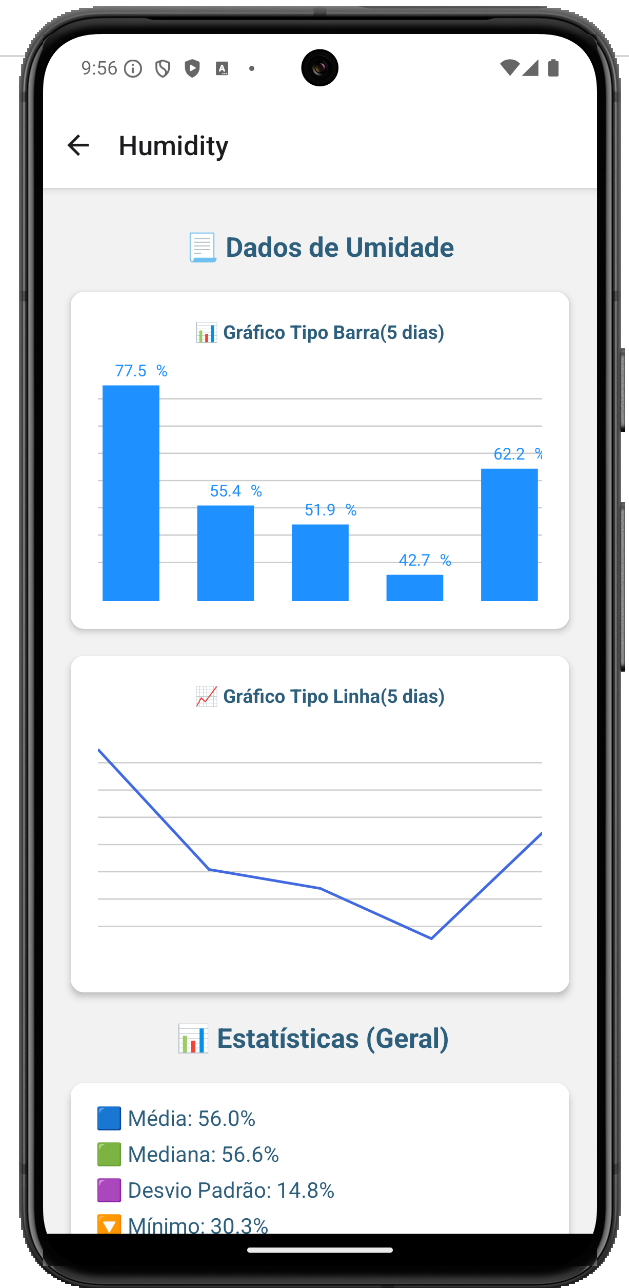 9:56
Humidity
Dados de Umidade
Gráfico Tipo Barra(5 dias)
77.5 %
55.4 %
51.9 %
42.7 %
62.2 %
Gráfico Tipo Linha(5 dias)
Estatísticas (Geral)
Média: 56.0%
Mediana: 56.6%
Desvio Padrão: 14.8%
Mínimo: 30.3%